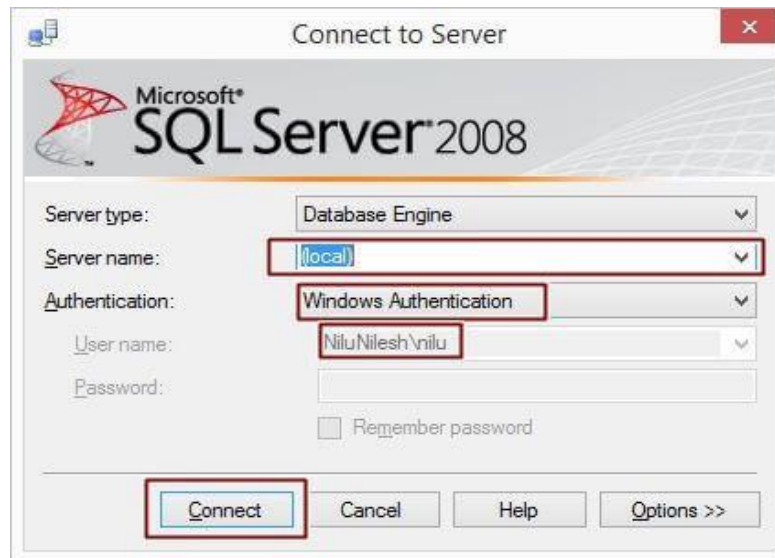 Connect to Server
Microsoft®
SQL Server® 2008
Server type: Database Engine
Server name: (local)
Authentication: Windows Authentication
User name: NiluNilesh\nilu
Password:
Remember password
Connect Cancel Help Options >>